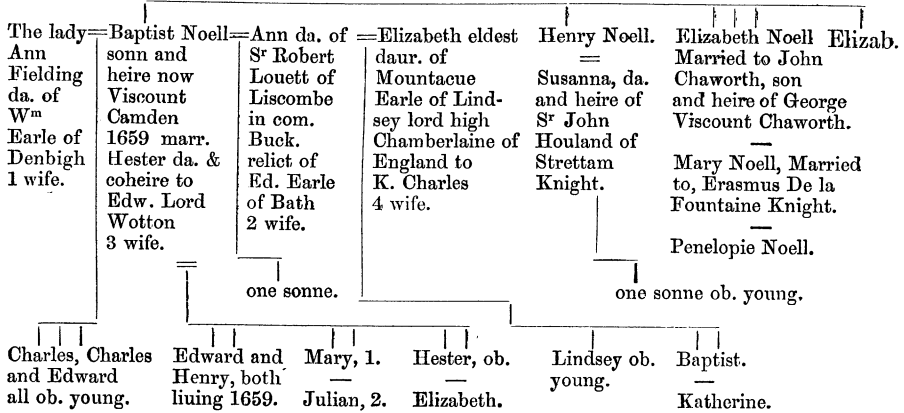 The lady=
Ann
Fielding
da. of
Wm
Earle of
Denbigh
1 wife.
Baptist Noell=
sonn and
heire now
Viscount
Camden
1659 marr.
Hester da. &
coheire to
Edw. Lord
Wotton
3 wife.
=
Ann da. of
Sr Robert
Louett of
Liscombe
in com.
Buck.
relict of
Ed. Earle
of Bath
2 wife.
=Elizabeth eldest
daur. of
Mountacue
Earle of Lind-
sey lord high
Chamberlaine of
England to
K. Charles
4 wife.
Henry Noell.
=
Susanna, da.
and heire of
Sr John
Houland of
Strettam
Knight.
Elizabeth Noell
Married to John
Chaworth, son
and heire of George
Viscount Chaworth.
—
Mary Noell, Married
to, Erasmus De la
Fountaine Knight.
—
Penelopie Noell.
Elizab.
one sonne.
one sonne ob. young.
Charles, Charles
and Edward
all ob. young.
Edward and
Henry, both
liuing 1659.
Mary, 1.
—
Julian, 2.
Hester, ob.
—
Elizabeth.
Lindsey ob.
young.
Baptist.
—
Katherine.